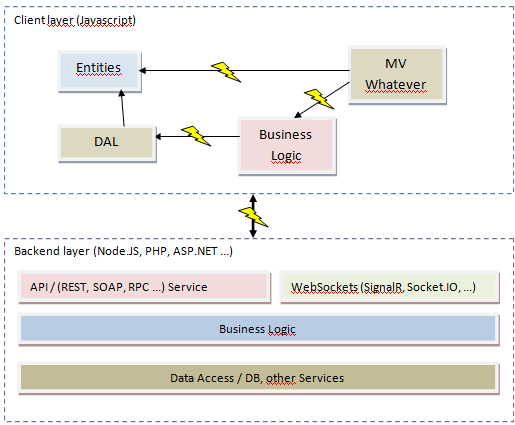 Client layer (Javascript)
Entities
MV
Whatever
DAL
Business
Logic
Backend layer (Node.JS, PHP, ASP.NET ...)
API / (REST, SOAP, RPC ...) Service
WebSockets (SignalR, Socket.IO, ...)
Business Logic
Data Access / DB, other Services